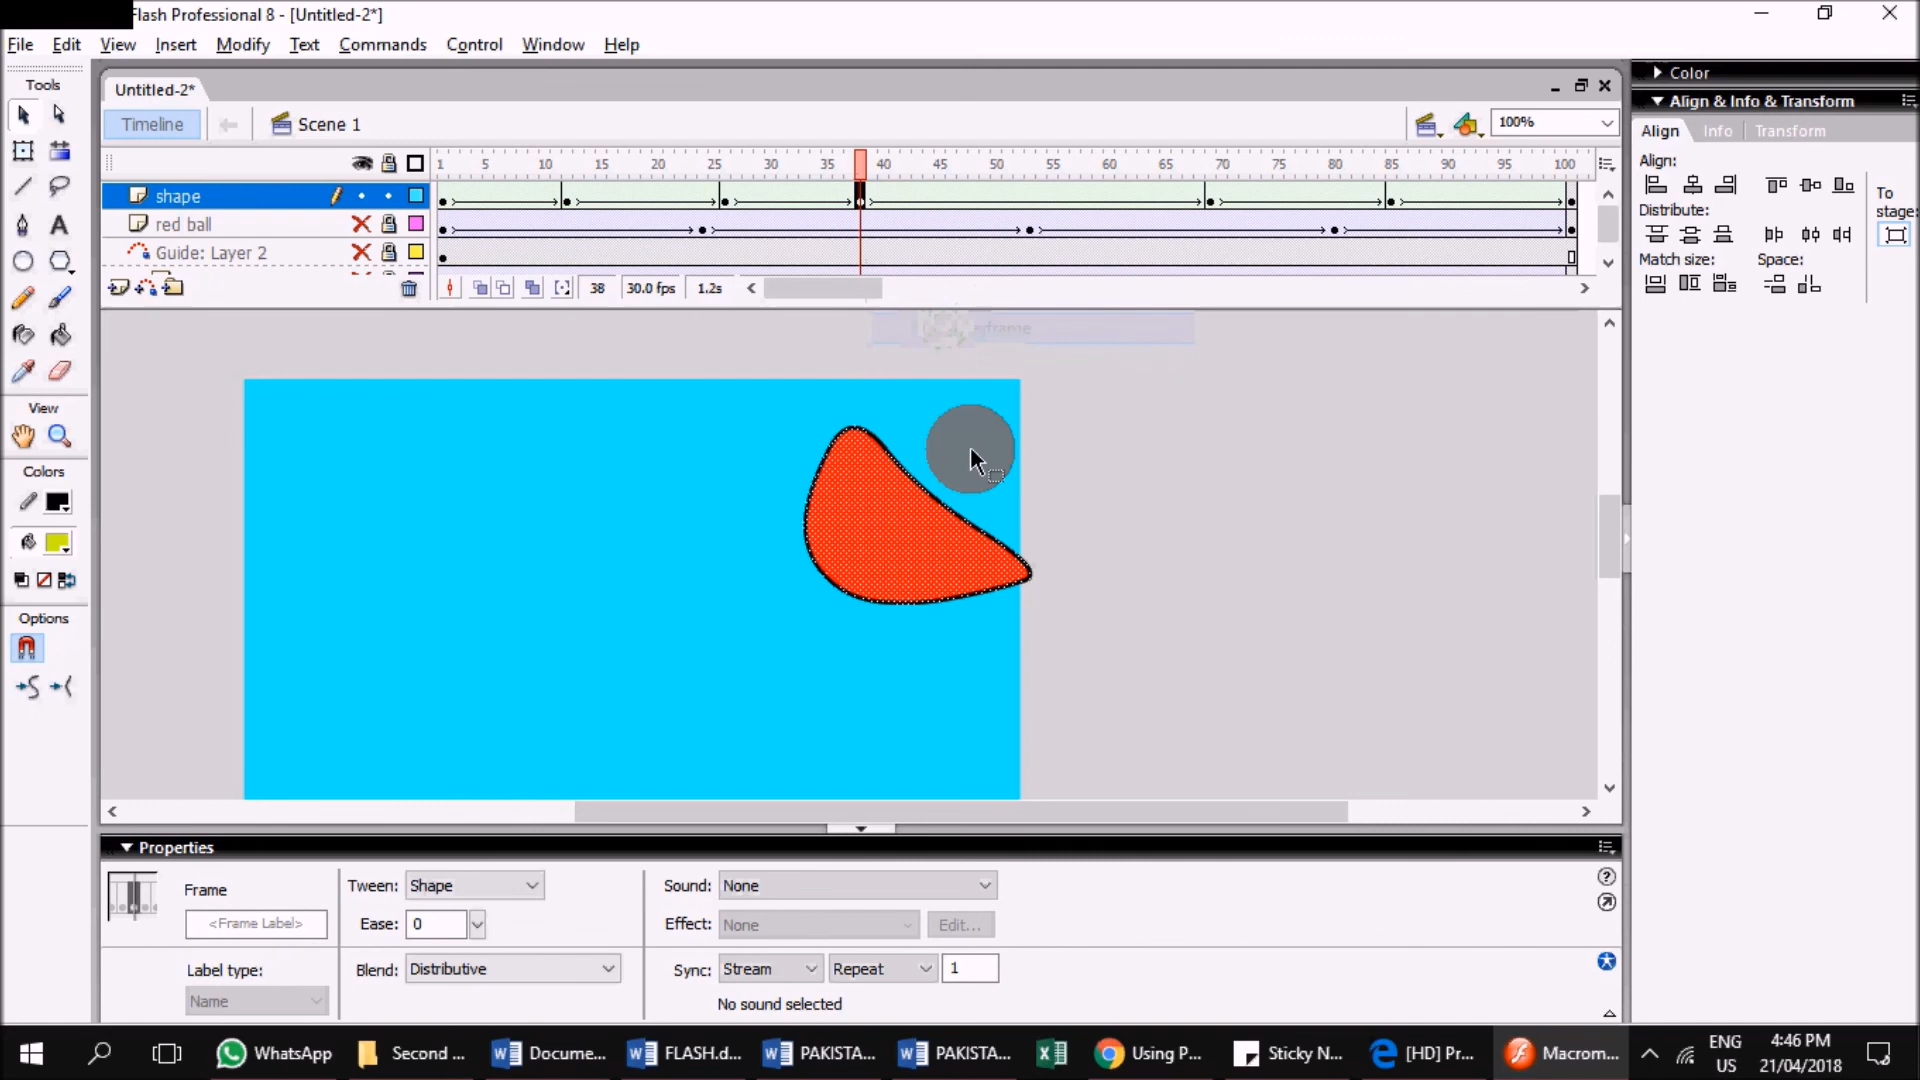 Flash Professional 8 - [Untitled-2*]
File Edit View Insert Modify Text Commands Control Window Help
Tools
Untitled-2*
Color
Align & Info & Transform
Timeline
Scene 1
100%
Align Info Transform
1 5 10 15 20 25 30 35 40 45 50 55 60 65 70 75 80 85 90 95 100
Align:
shape
To
stage:
Distribute:
red ball
Guide: Layer 2
Match size: Space:
38 30.0 fps 1.2s
View
Colors
Options
Properties
Frame
<Frame Label>
Tween: Shape
Sound: None
Ease: 0
Effect: None Edit...
Label type:
Name
Blend: Distributive
Sync: Stream Repeat 1
No sound selected
WhatsApp Second ... Docume... FLASH.d... PAKISTA... PAKISTA... Using P... Sticky N... [HD] Pr... Macrom...
ENG
US
4:46 PM
21/04/2018